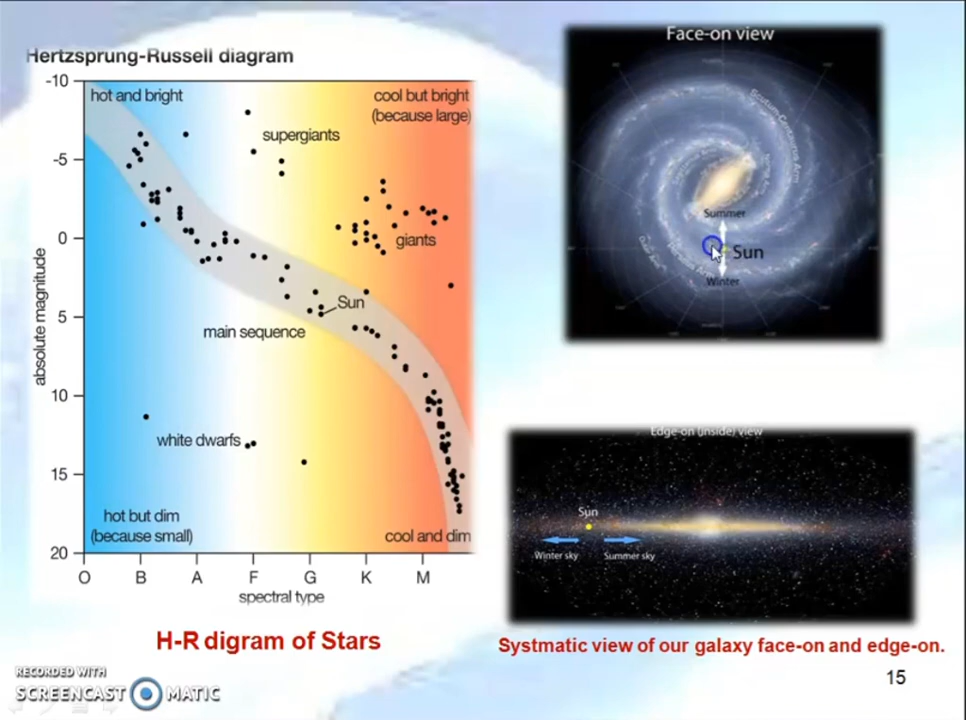 Hertzsprung-Russell diagram
-10
-5
0
5
10
15
20
absolute magnitude
hot and bright
cool but bright
(because large)
supergiants
giants
Sun
main sequence
white dwarfs
hot but dim
(because small)
cool and dim
O B A F G K M
spectral type
H-R digram of Stars
Face-on view
Summer
Sun
Winter
Edge-on (inside) view
Sun
Winter sky
Summer sky
Systmatic view of our galaxy face-on and edge-on.
15
RECORDED WITH
SCREENCAST MATIC